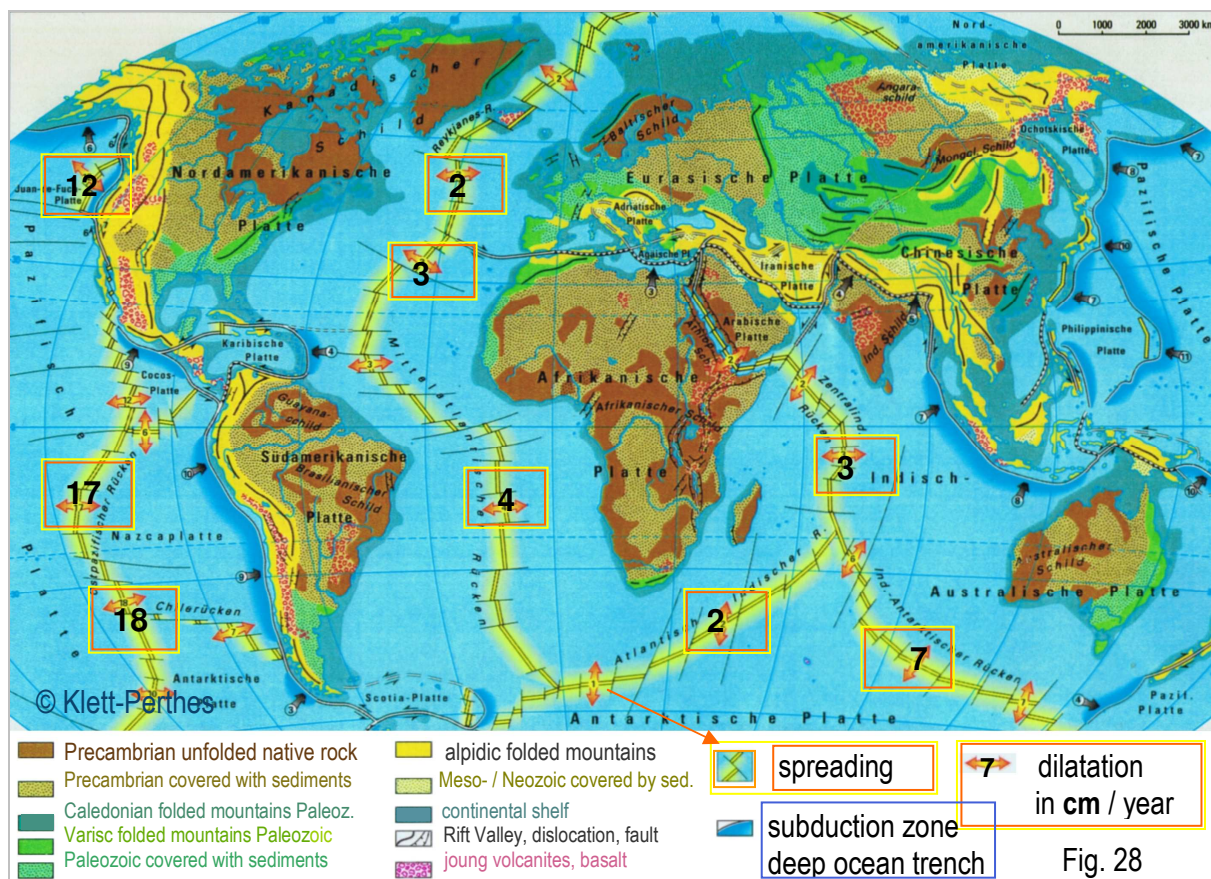 Nord-
amerikanische
Platte
0 1000 2000 3000 km
Kanadischer
Schild
Reykjanes-R.
Baltischer
Schild
Angara-
schild
Ochotskische
Platte
Mongol. Schild
12
Juan-de-Fuca-
Platte
Nordamerikanische
Platte
2
Eurasische Platte
Adriatische
Platte
3
Ägäische Pl.
Iranische
Platte
Chinesische
Platte
Pazifische Platte
Philippinische
Platte
Karibische
Platte
Cocos-
Platte
Mittelatlantischer Rücken
Arabische
Platte
Ind. Schild
Afrikanische
Afrikanischer Schild
Platte
Zentralind.
Rücken
Guayana-
schild
Südamerikanische
Brasilianischer
Schild
Platte
17
Ostpazifischer Rücken
Nazcaplatte
Pazifische
Platte
4
3
Indisch-
Australischer
Schild
Australische Platte
18
Chilerücken
2
Atlantisch-Indischer R.
Ind.-Antarktischer Rücken
7
Antarktische
Platte
Scotia-Platte
Antarktische Platte
Pazif.
Platte
© Klett-Perthes
Precambrian unfolded native rock
Precambrian covered with sediments
Caledonian folded mountains Paleoz.
Varisc folded mountains Paleozoic
Paleozoic covered with sediments
alpidic folded mountains
Meso- / Neozoic covered by sed.
continental shelf
Rift Valley, dislocation, fault
joung volcanites, basalt
spreading
subduction zone
deep ocean trench
7 dilatation
in cm / year
Fig. 28